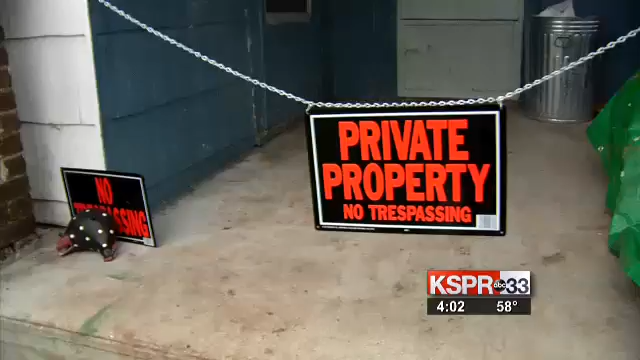 PRIVATE
PROPERTY
NO TRESPASSING
NO
TRESPASSING
KSPR abc 33
4:02 58°